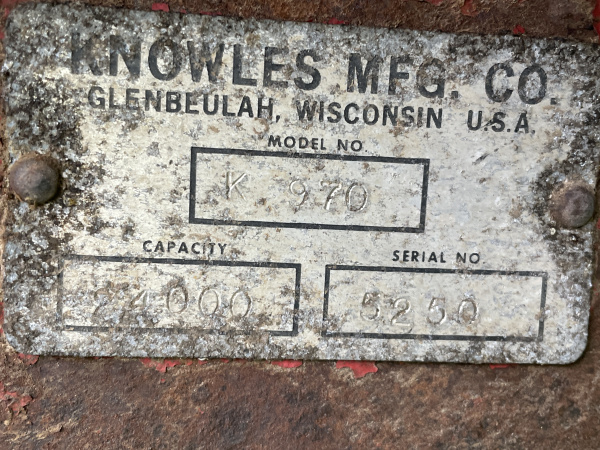 KNOWLES MFG. CO.
GLENBEULAH, WISCONSIN U.S.A.
MODEL NO.
K 970
CAPACITY
24000
SERIAL NO
5250